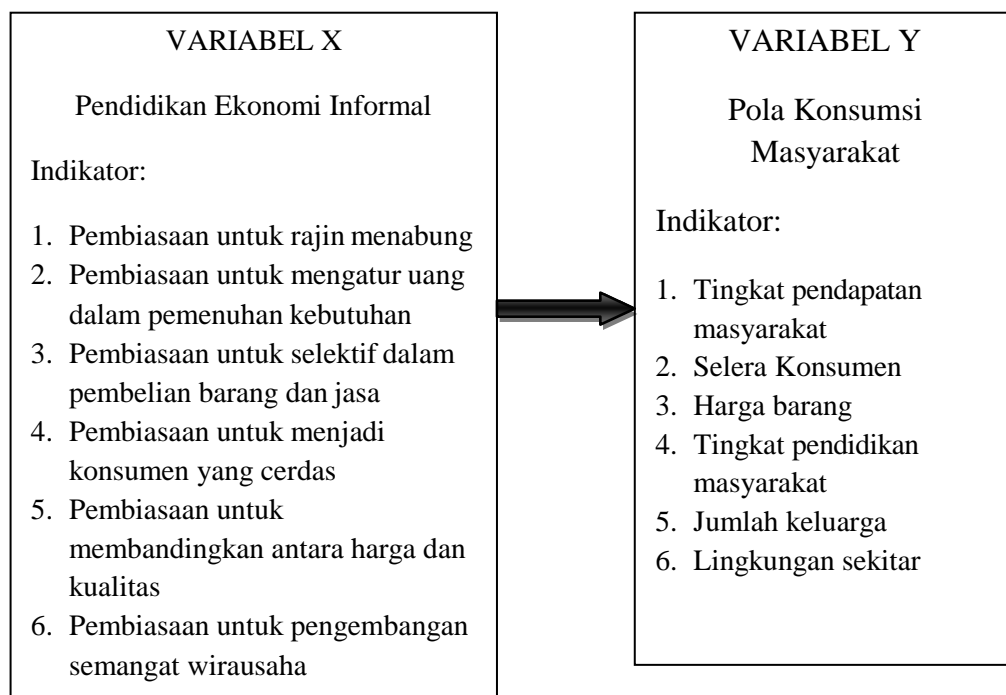 VARIABEL X
Pendidikan Ekonomi Informal
Indikator:
1. Pembiasaan untuk rajin menabung
2. Pembiasaan untuk mengatur uang
dalam pemenuhan kebutuhan
3. Pembiasaan untuk selektif dalam
pembelian barang dan jasa
4. Pembiasaan untuk menjadi
konsumen yang cerdas
5. Pembiasaan untuk
membandingkan antara harga dan
kualitas
6. Pembiasaan untuk pengembangan
semangat wirausaha
VARIABEL Y
Pola Konsumsi
Masyarakat
Indikator:
1. Tingkat pendapatan
masyarakat
2. Selera Konsumen
3. Harga barang
4. Tingkat pendidikan
masyarakat
5. Jumlah keluarga
6. Lingkungan sekitar